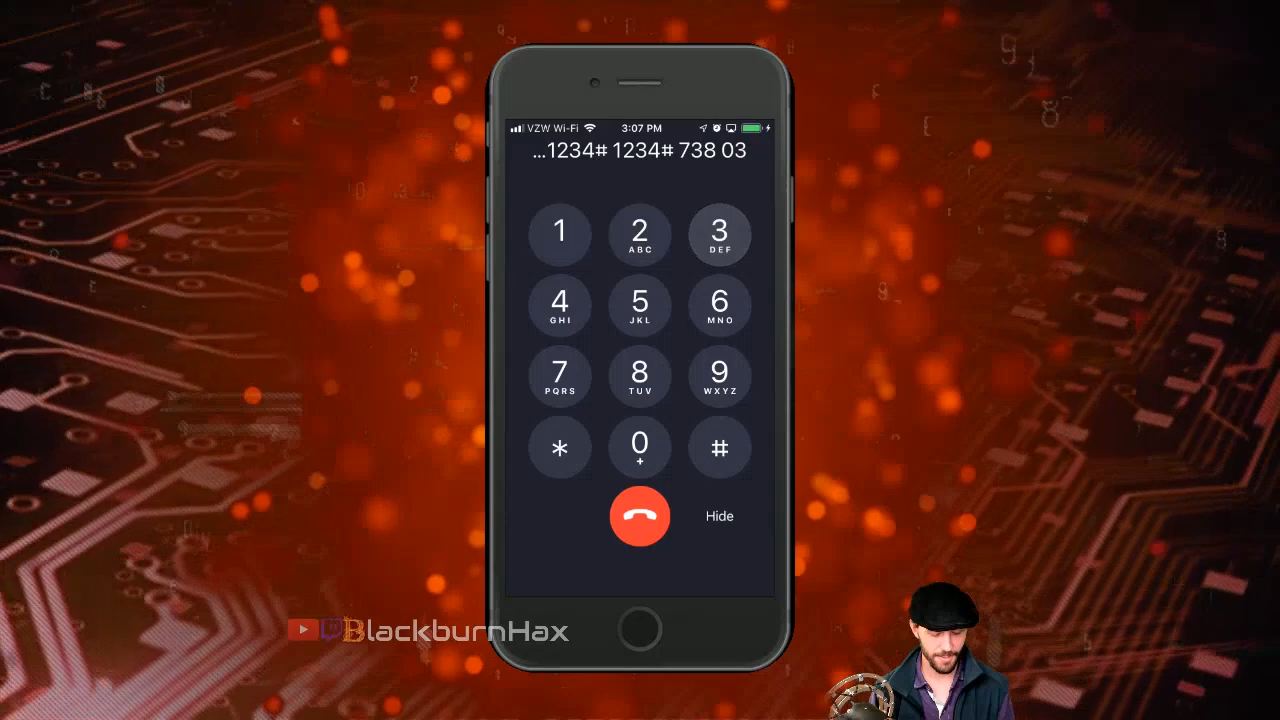 VZW Wi-Fi 3:07 PM
...1234# 1234# 738 03
1
2
ABC
3
DEF
4
GHI
5
JKL
6
MNO
7
PQRS
8
TUV
9
WXYZ
*
0
+
#
Hide
BlackburnHax